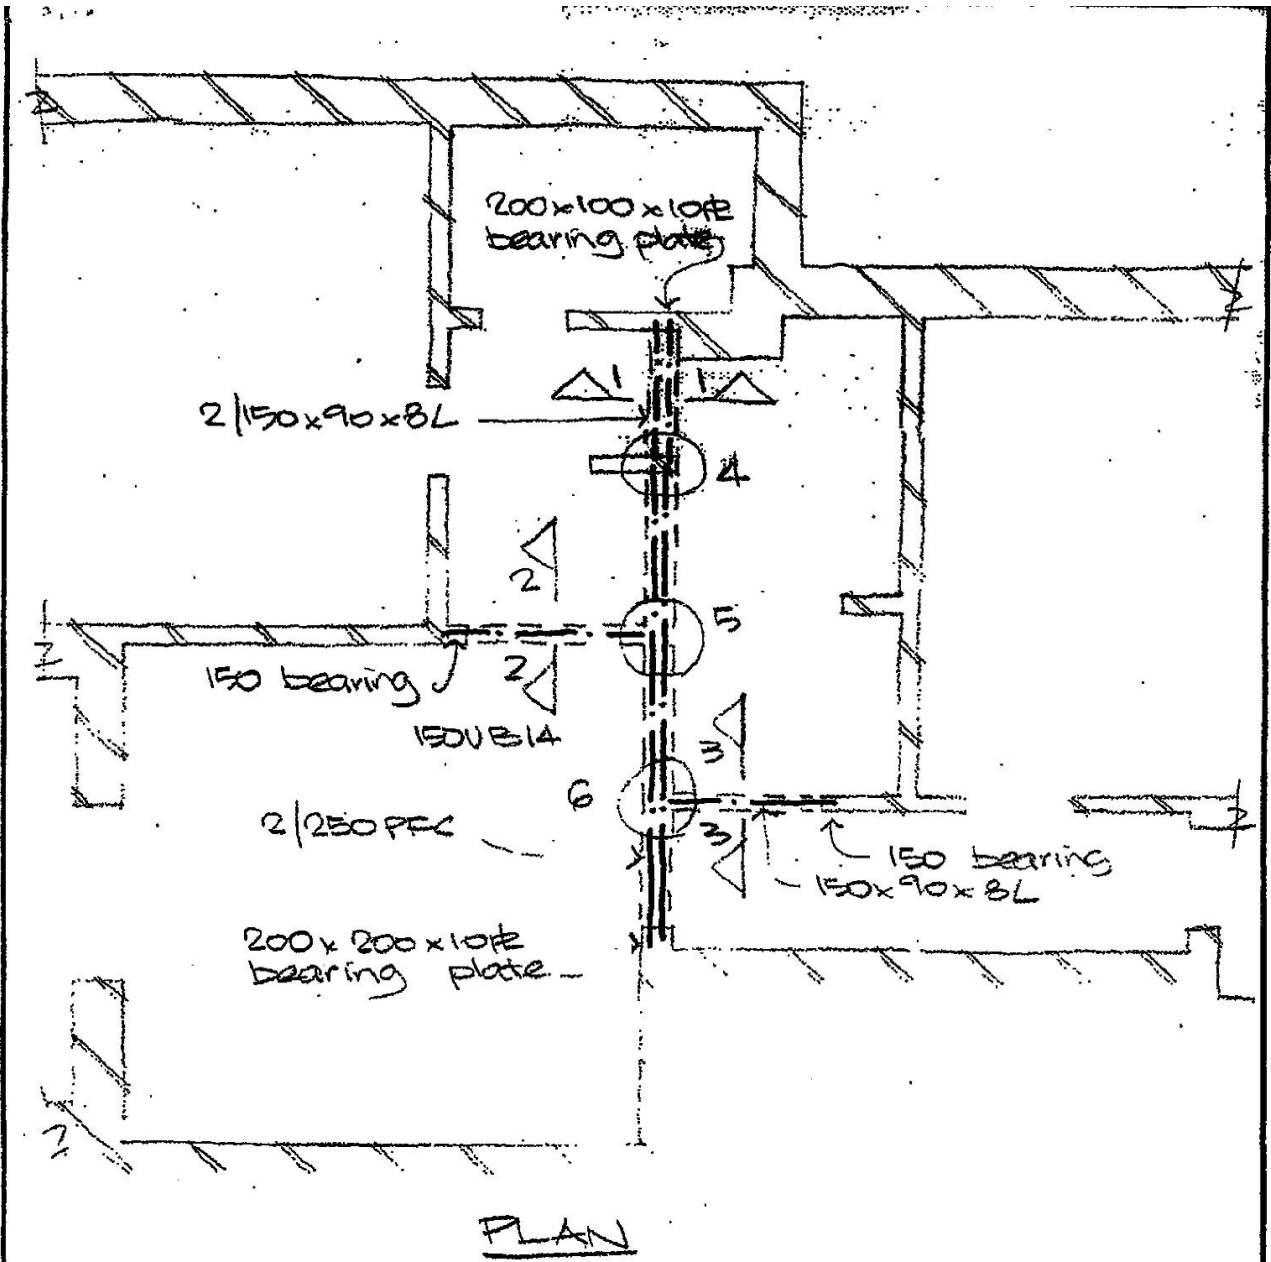 200x100x10PL
bearing plate
1
1
2/150x90x8L
4
2
5
150 bearing
2
150UB14
3
6
2/250PFC
3
150 bearing
150x90x8L
200x200x10PL
bearing plate
PLAN